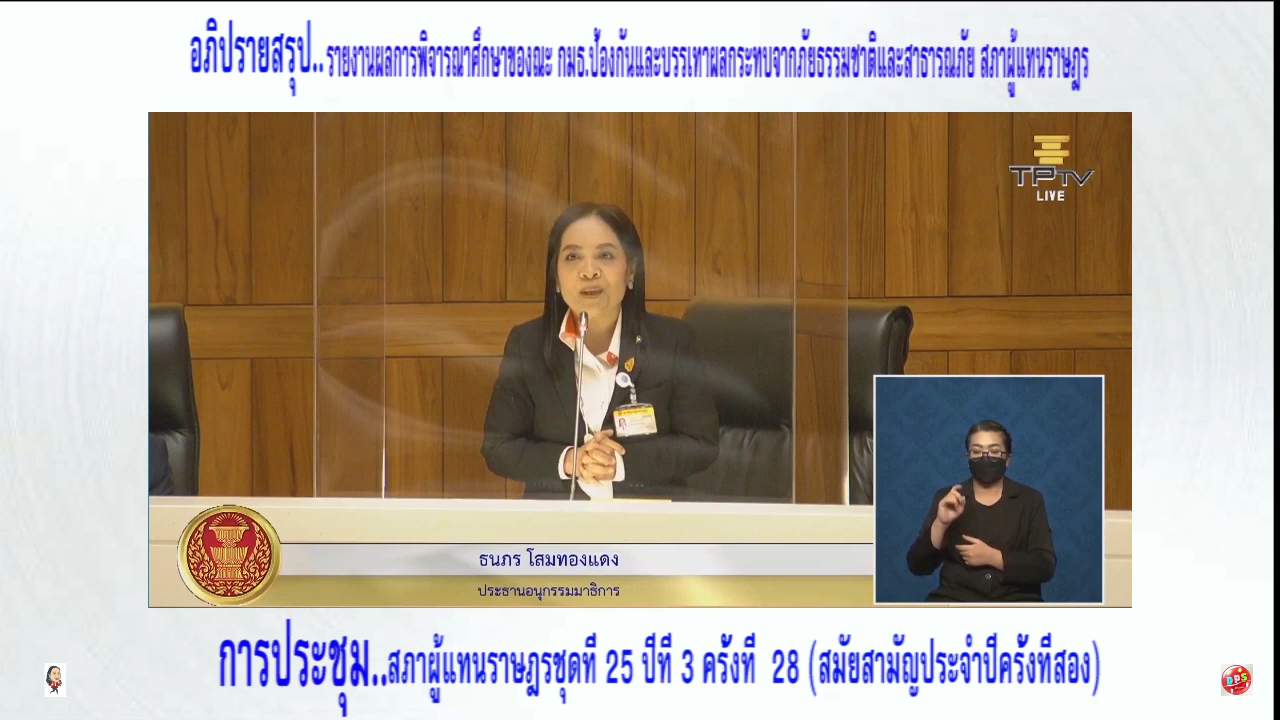 อภิปรายสรุป..รายงานผลการพิจารณาศึกษาของณะ กมธ.ป้องกันและบรรเทาผลกระทบจากภัยธรรมชาติและสาธารณภัย สภาผู้แทนราษฎร
TPTV
LIVE
ธนภร โสมทองแดง
ประธานอนุกรรมมาธิการ
การประชุม..สภาผู้แทนราษฎรชุดที่ 25 ปีที่ 3 ครั้งที่ 28 (สมัยสามัญประจำปีครั้งที่สอง)
DPS